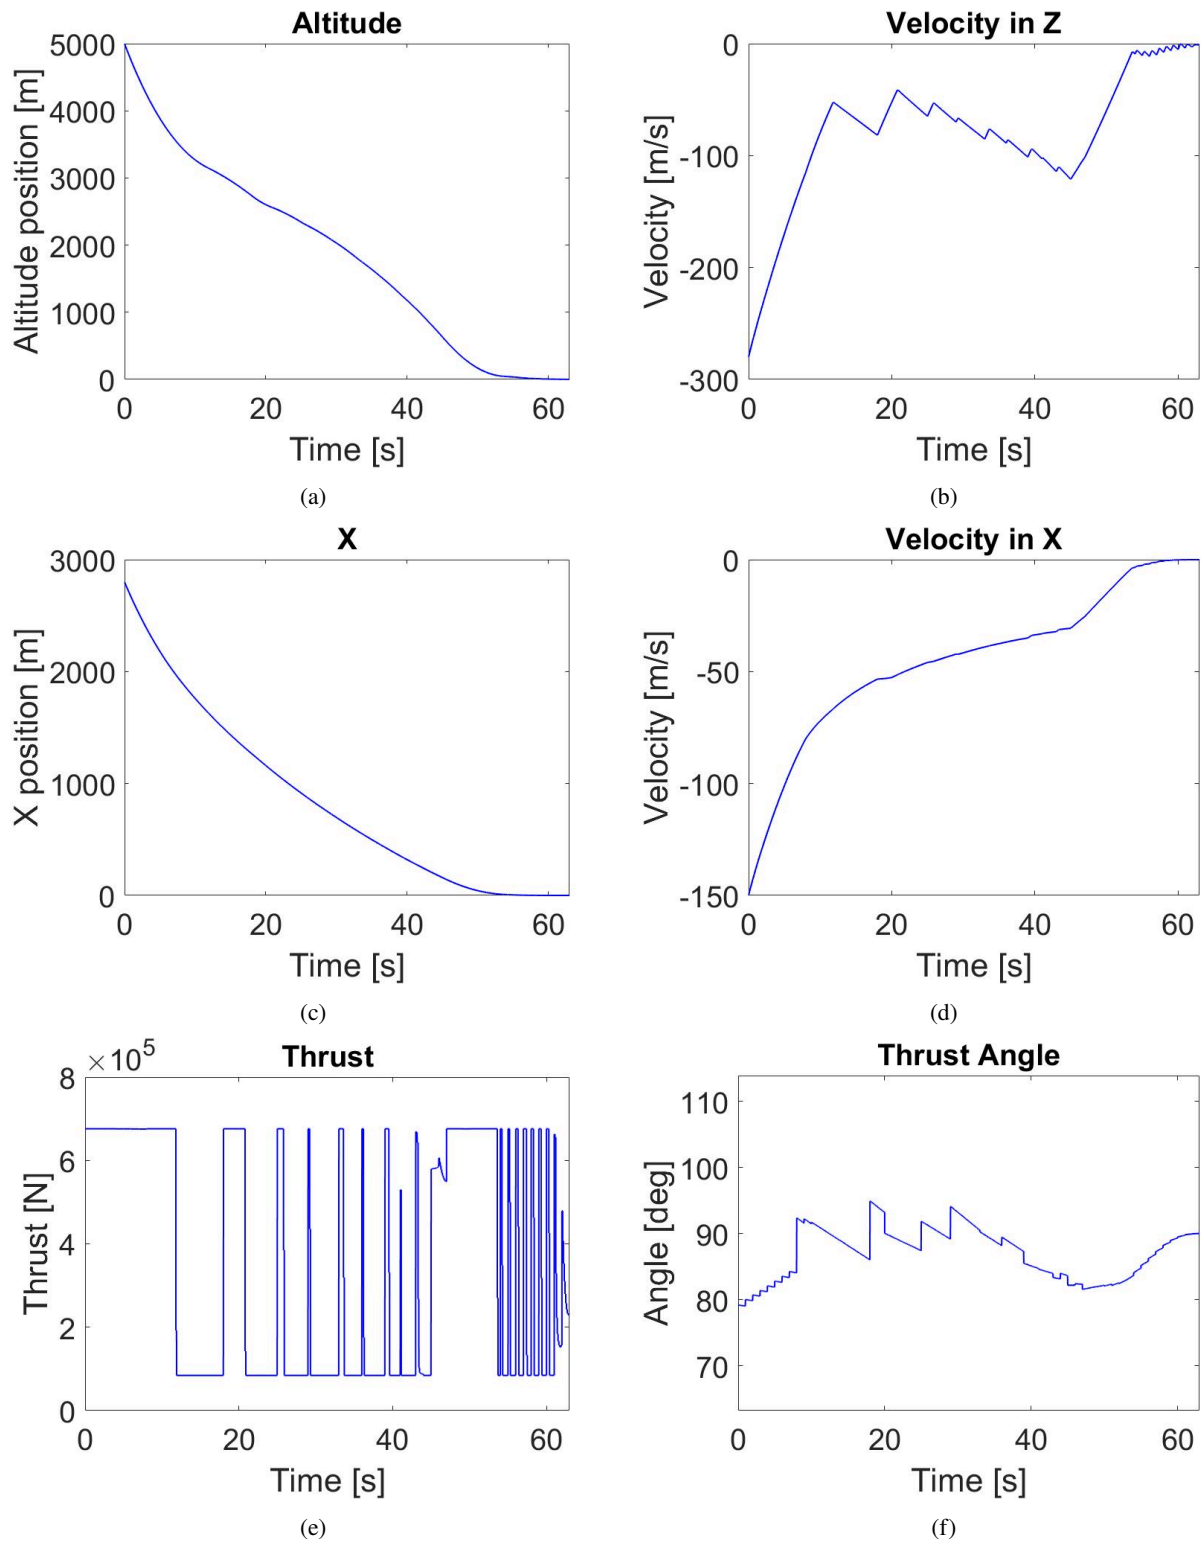 Altitude
Altitude position [m]
5000
4000
3000
2000
1000
0
0 20 40 60
Time [s]
(a)
Velocity in Z
Velocity [m/s]
0
-100
-200
-300
0 20 40 60
Time [s]
(b)
X
X position [m]
3000
2000
1000
0
0 20 40 60
Time [s]
(c)
Velocity in X
Velocity [m/s]
0
-50
-100
-150
0 20 40 60
Time [s]
(d)
Thrust
×10^5
Thrust [N]
8
6
4
2
0
0 20 40 60
Time [s]
(e)
Thrust Angle
Angle [deg]
110
100
90
80
70
0 20 40 60
Time [s]
(f)